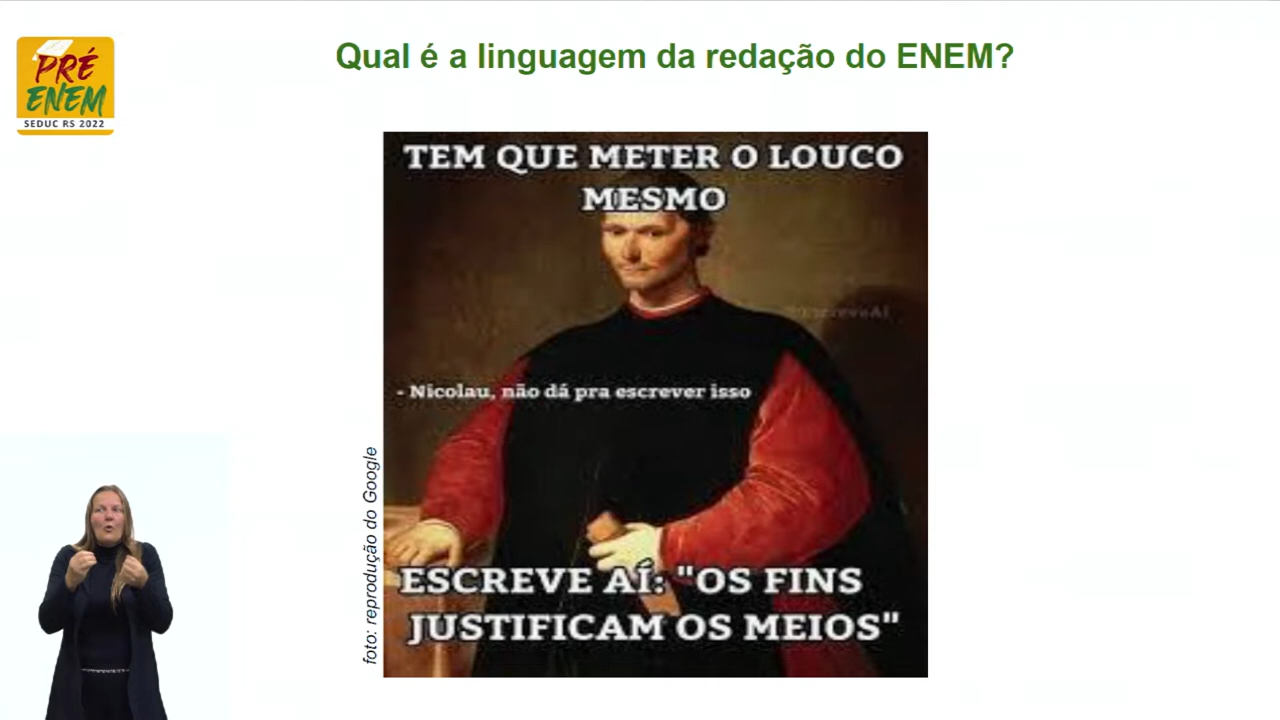 Qual é a linguagem da redação do ENEM?
PRÉ
ENEM
SEDUC RS 2022
TEM QUE METER O LOUCO
MESMO
- Nicolau, não dá pra escrever isso
ESCREVE AÍ: "OS FINS
JUSTIFICAM OS MEIOS"
foto: reprodução do Google